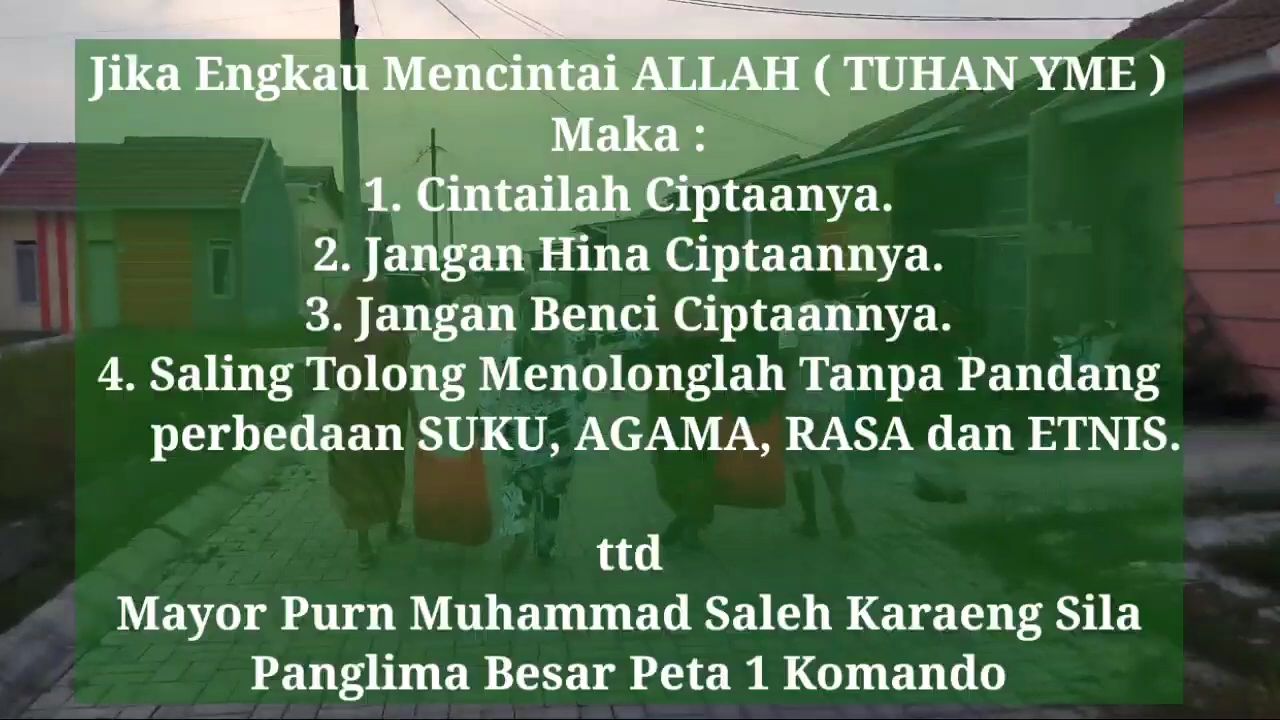 Jika Engkau Mencintai ALLAH ( TUHAN YME )
Maka :
1. Cintailah Ciptaanya.
2. Jangan Hina Ciptaannya.
3. Jangan Benci Ciptaannya.
4. Saling Tolong Menolonglah Tanpa Pandang
perbedaan SUKU, AGAMA, RASA dan ETNIS.
ttd
Mayor Purn Muhammad Saleh Karaeng Sila
Panglima Besar Peta 1 Komando